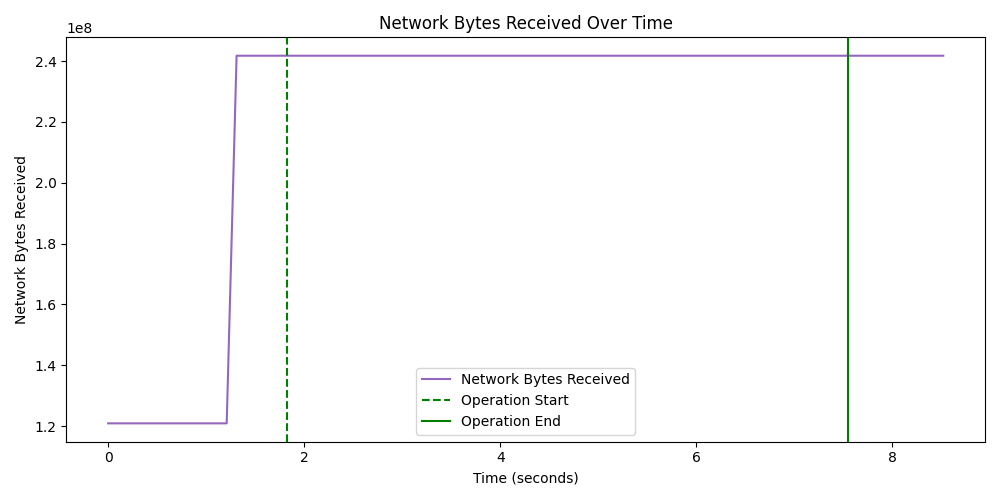 Network Bytes Received Over Time
1e8
2.4
2.2
2.0
1.8
1.6
1.4
1.2
Network Bytes Received
Network Bytes Received
Operation Start
Operation End
0 2 4 6 8
Time (seconds)